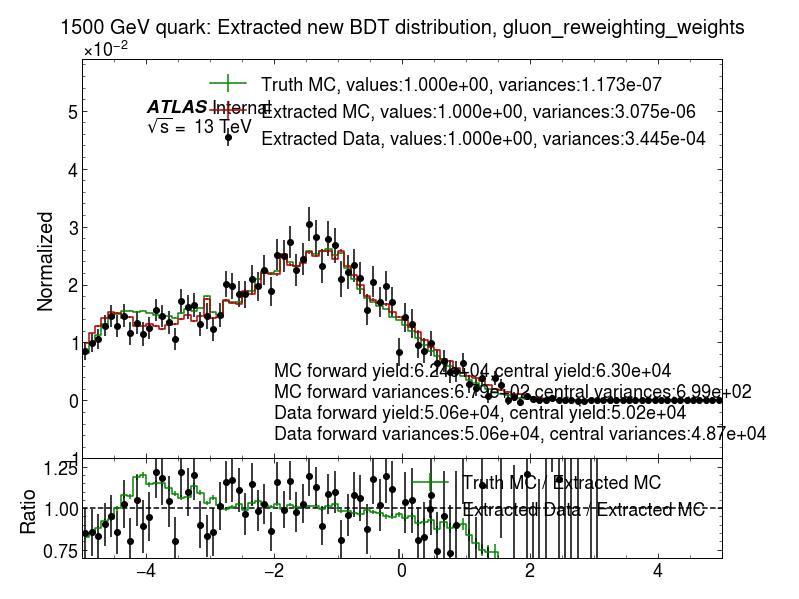 1500 GeV quark: Extracted new BDT distribution, gluon_reweighting_weights
×10⁻²
Truth MC, values:1.000e+00, variances:1.173e-07
ATLAS Internal
Extracted MC, values:1.000e+00, variances:3.075e-06
√s = 13 TeV
Extracted Data, values:1.000e+00, variances:3.445e-04
5
4
3
2
1
0
Normalized
MC forward yield:6.24e+04 central yield:6.30e+04
MC forward variances:6.79e+02 central variances:6.99e+02
Data forward yield:5.06e+04, central yield:5.02e+04
Data forward variances:5.06e+04, central variances:4.87e+04
1.25
1.00
0.75
Ratio
Truth MC / Extracted MC
Extracted Data / Extracted MC
−4 −2 0 2 4